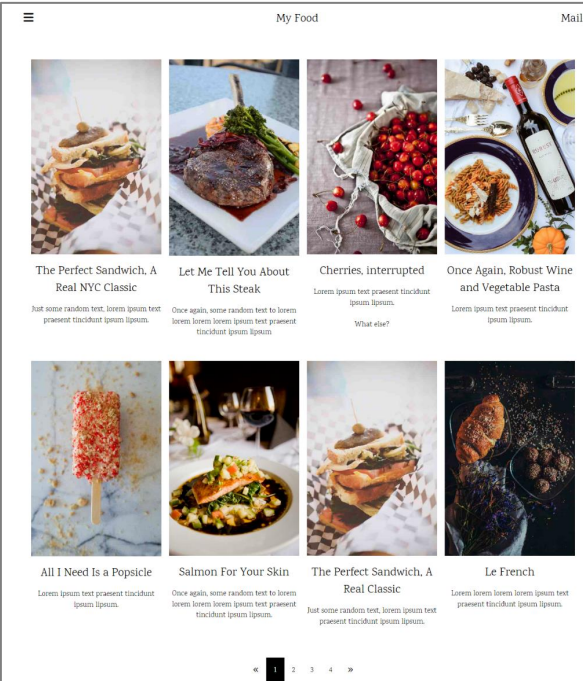 ☰ My Food Mail
The Perfect Sandwich, A
Real NYC Classic
Just some random text, lorem ipsum text
praesent tincidunt ipsum lipsum.
Let Me Tell You About
This Steak
Once again, some random text to lorem
lorem lorem lorem ipsum text praesent
tincidunt ipsum lipsum
Cherries, interrupted
Lorem ipsum text praesent tincidunt
ipsum lipsum.
What else?
Once Again, Robust Wine
and Vegetable Pasta
Lorem ipsum text praesent tincidunt
ipsum lipsum.
All I Need Is a Popsicle
Lorem ipsum text praesent tincidunt
ipsum lipsum.
Salmon For Your Skin
Once again, some random text to lorem
lorem lorem lorem ipsum text praesent
tincidunt ipsum lipsum.
The Perfect Sandwich, A
Real Classic
Just some random text, lorem ipsum text
praesent tincidunt ipsum lipsum.
Le French
Lorem lorem lorem lorem ipsum text
praesent tincidunt ipsum lipsum.
« 1 2 3 4 »